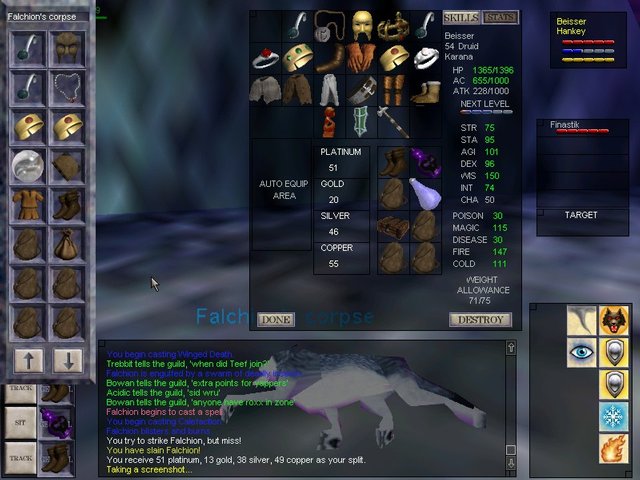 Falchion's corpse
9
SKILLS STATS
Beisser
54 Druid
Karana
HP 1365/1396
AC 655/1000
ATK 228/1000
NEXT LEVEL
STR 75
STA 95
AGI 101
DEX 96
WIS 150
INT 74
CHA 50
POISON 30
MAGIC 115
DISEASE 30
FIRE 147
COLD 111
WEIGHT
ALLOWANCE
71/75
AUTO EQUIP
AREA
PLATINUM
51
GOLD
20
SILVER
46
COPPER
55
DONE
DESTROY
Beisser
Hankey
Finastik
TARGET
TRACK
SIT
TRACK
You begin casting Winged Death.
Trebbit tells the guild, 'when did Teef join?'
Falchion is engulfed by a swarm of deadly
Bowan tells the guild, 'extra points for yappers'
Acidic tells the guild, 'sid wru'
Bowan tells the guild, 'anyone have roxx in zone'
Falchion begins to cast a spell.
You begin casting
Falchion blisters and burns.
You try to strike Falchion, but miss!
You have slain Falchion!
You receive 51 platinum, 13 gold, 38 silver, 49 copper as your split.
Taking a screenshot...